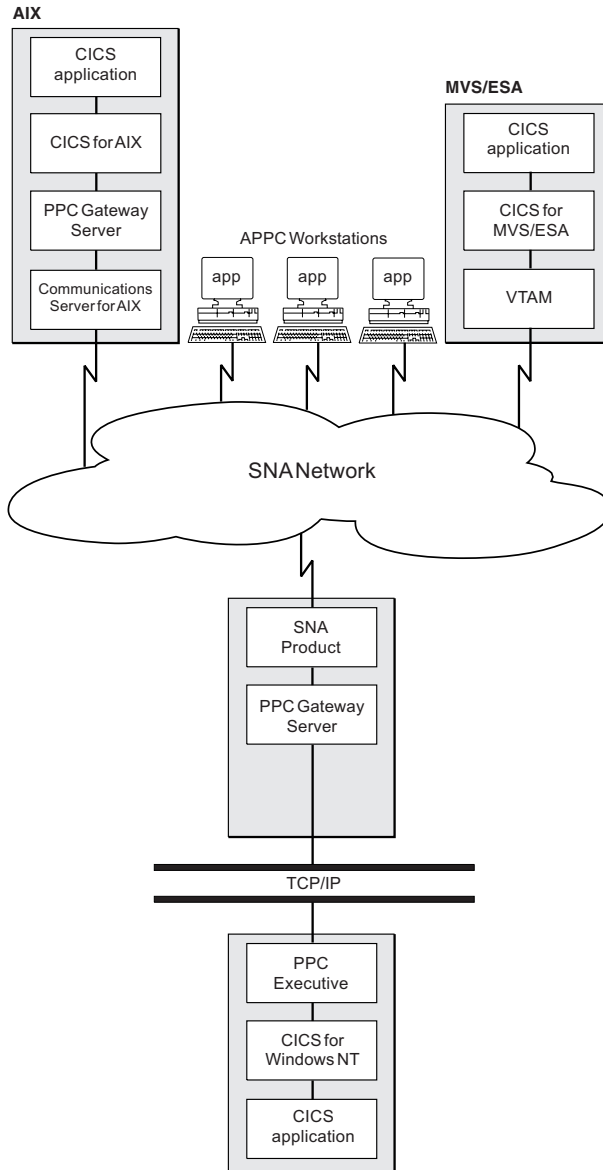 AIX
CICS
application
CICS for AIX
PPC Gateway
Server
Communications
Server for AIX
APPC Workstations
app
app
app
MVS/ESA
CICS
application
CICS for
MVS/ESA
VTAM
SNA Network
SNA
Product
PPC Gateway
Server
TCP/IP
PPC
Executive
CICS for
Windows NT
CICS
application